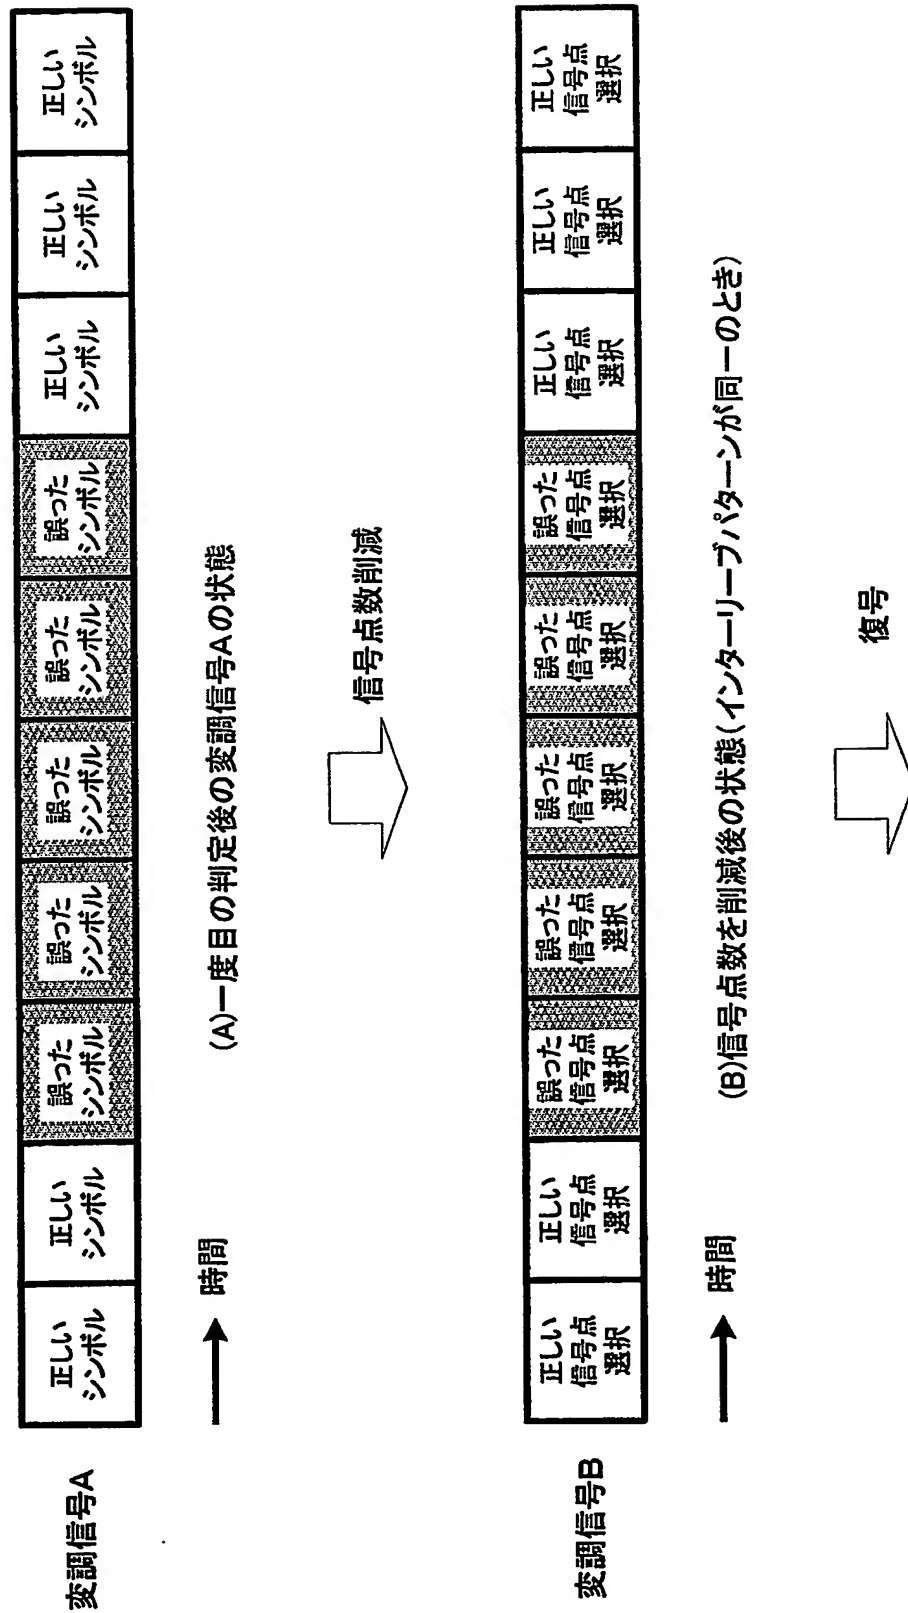 変調信号A
正しい
シンボル
正しい
シンボル
誤った
シンボル
誤った
シンボル
誤った
シンボル
誤った
シンボル
誤った
シンボル
正しい
シンボル
正しい
シンボル
正しい
シンボル
時間
(A)一度目の判定後の変調信号Aの状態
信号点数削減
変調信号B
正しい
信号点
選択
正しい
信号点
選択
誤った
信号点
選択
誤った
信号点
選択
誤った
信号点
選択
誤った
信号点
選択
誤った
信号点
選択
正しい
信号点
選択
正しい
信号点
選択
正しい
信号点
選択
時間
(B)信号点数を削減後の状態(インターリーブパターンが同一のとき)
復号